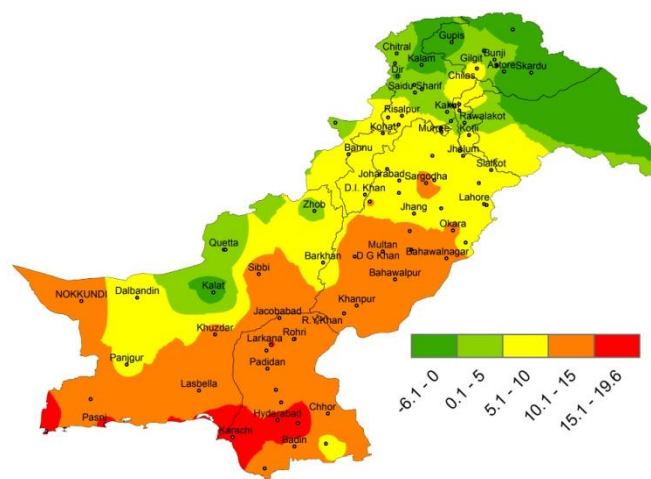 Gupis
Chitral
Bunji
Gilgit
Kalam
Astore
Skardu
Dir
Chilas
Saidu Sharif
Kakul
Risalpur
Rawalakot
Kohat
Murree
Kotli
Bannu
Jhelum
Sialkot
Joharabad
Sargodha
D.I. Khan
Lahore
Zhob
Jhang
Okara
Quetta
Multan
Barkhan
D G Khan
Bahawalnagar
Sibbi
Bahawalpur
Kalat
NOKKUNDI
Dalbandin
Khanpur
Jacobabad
R.Y.Khan
Khuzdar
Rohri
Larkana
Panjgur
Padidan
Lasbella
Chhor
Pasni
Hyderabad
Karachi
Badin
-6.1 - 0
0.1 - 5
5.1 - 10
10.1 - 15
15.1 - 19.6